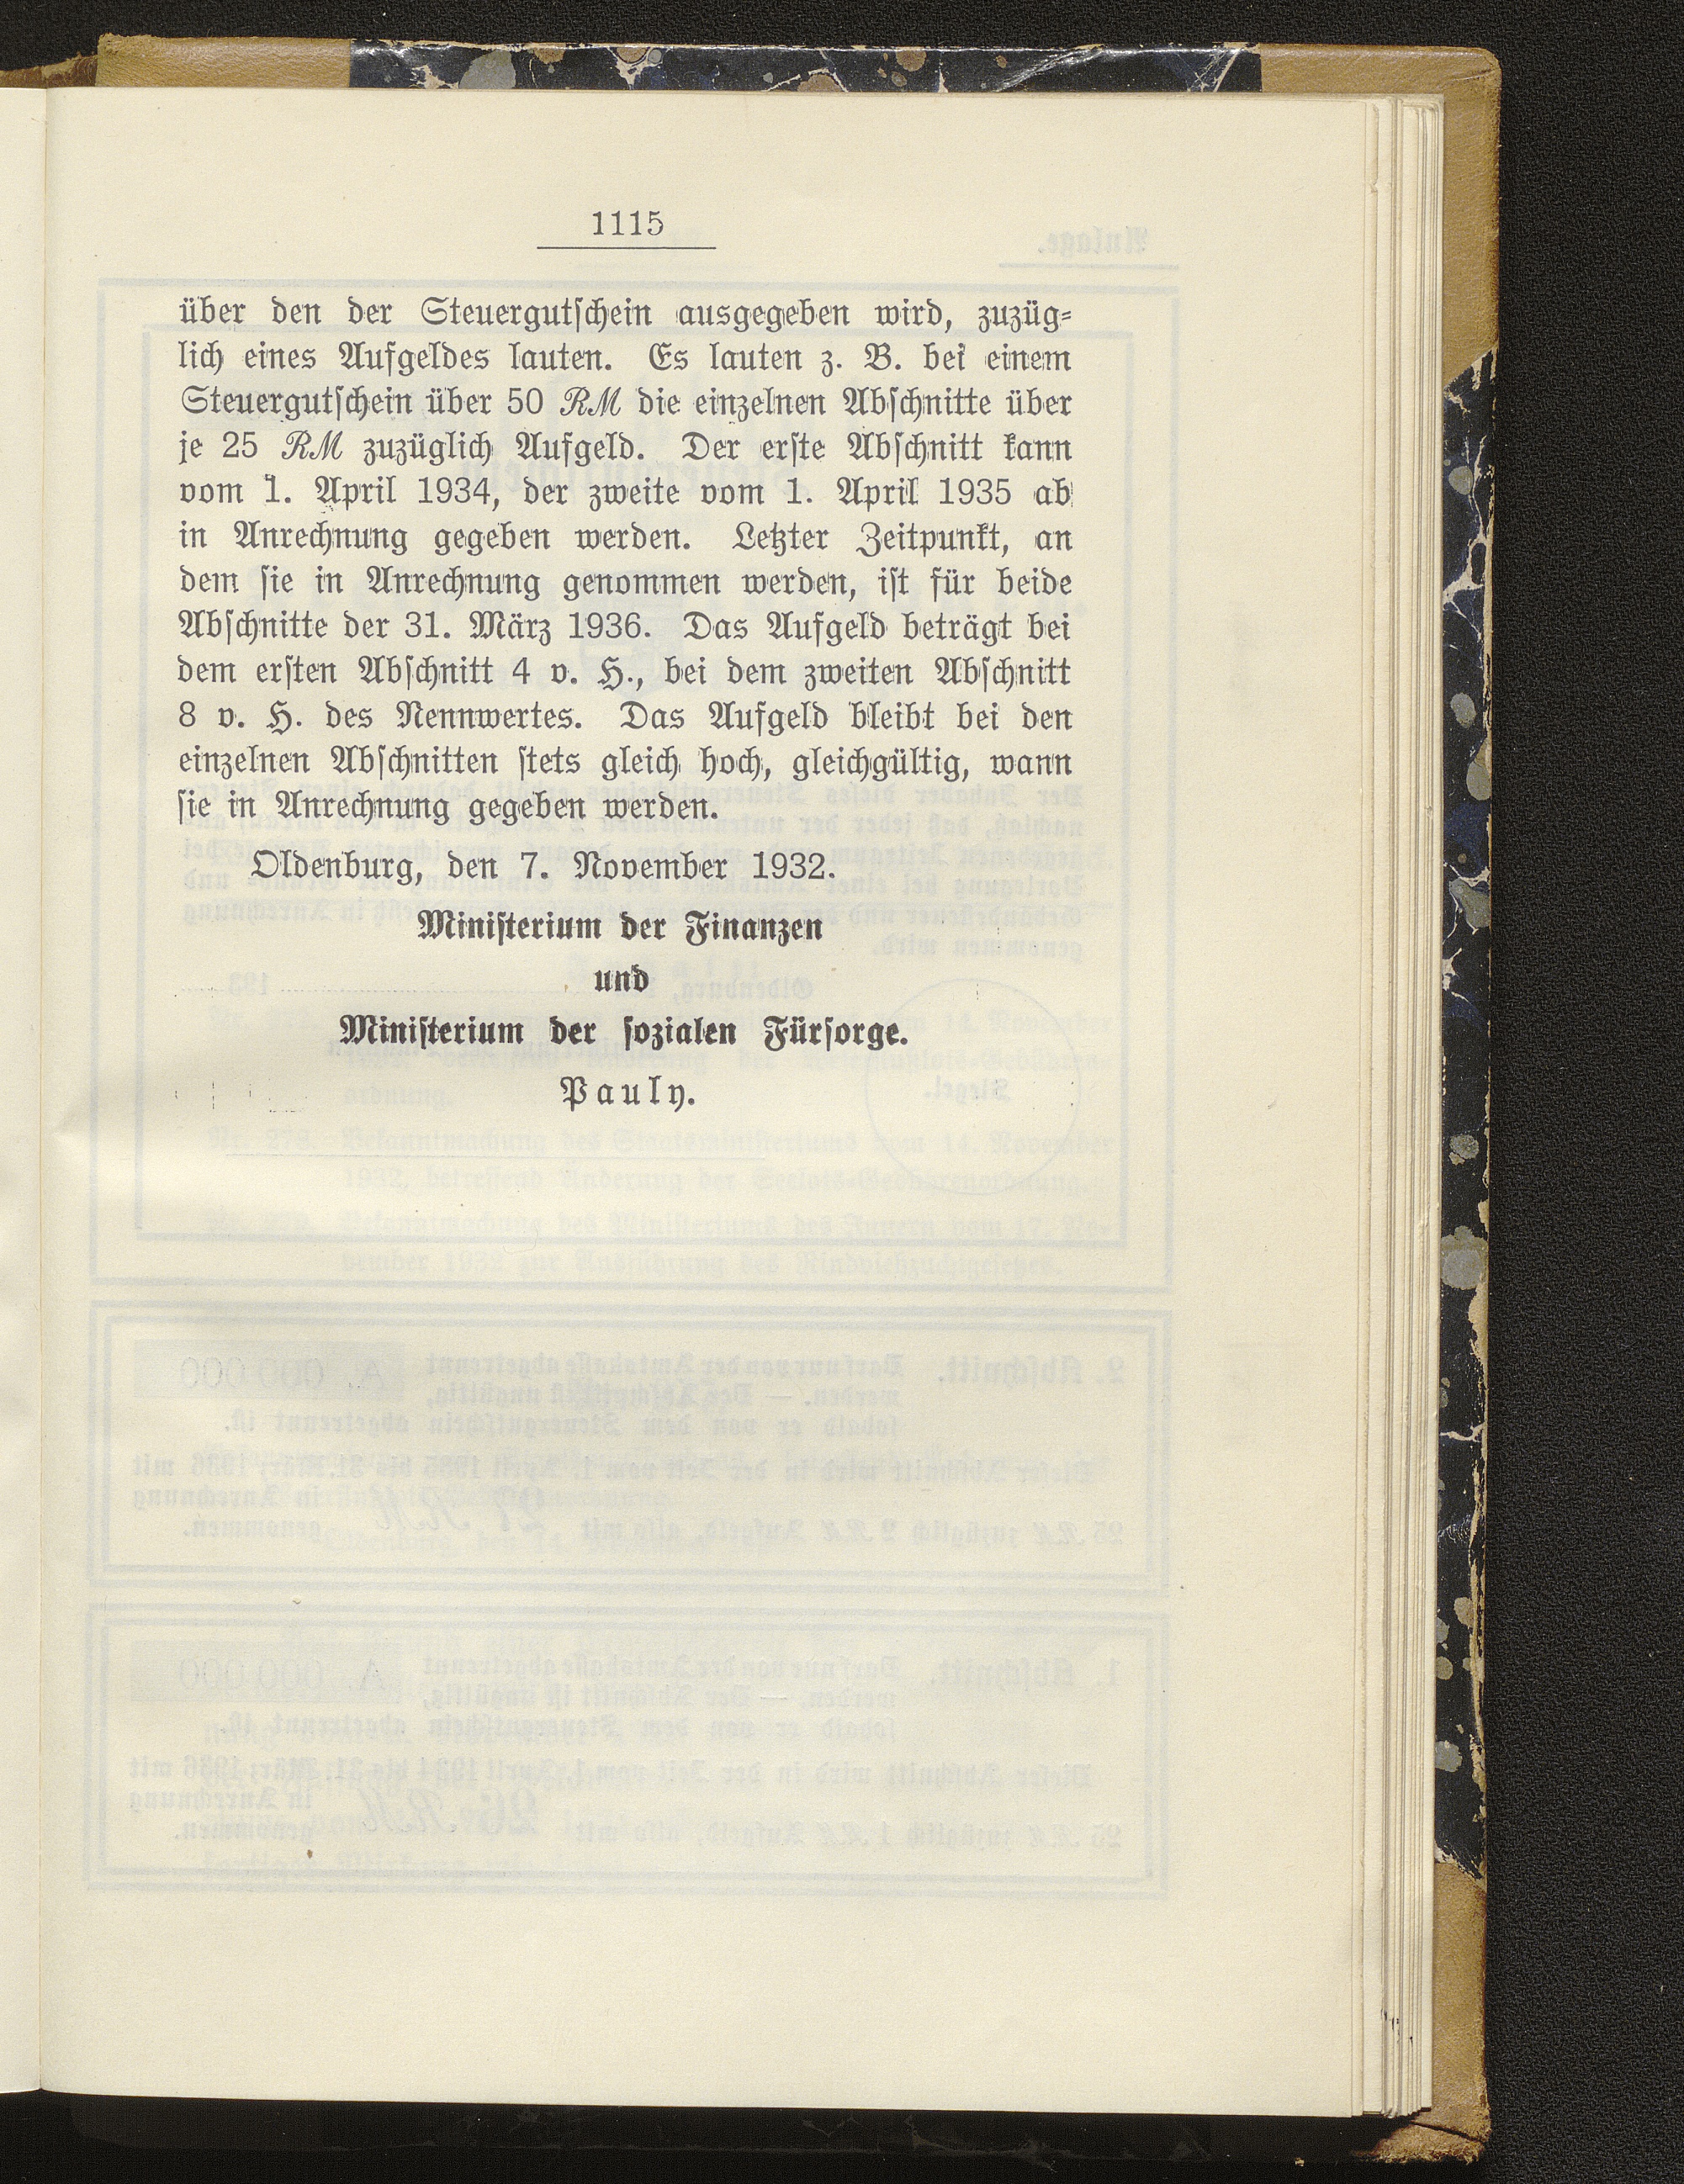 1115
über den der Steuergutschein ausgegeben wird, zuzüg-
lich eines Aufgeldes lauten. Es lauten z. B. bei einem
Steuergutschein über 50 RM die einzelnen Abschnitte über
je 25 RM zuzüglich Aufgeld. Der erste Abschnitt kann
vom 1. April 1934, der zweite vom 1. April 1935 ab
in Anrechnung gegeben werden. Letzter Zeitpunkt, an
dem sie in Anrechnung genommen werden, ist für beide
Abschnitte der 31. März 1936. Das Aufgeld beträgt bei
dem ersten Abschnitt 4 v. H., bei dem zweiten Abschnitt
8 v. H. des Nennwertes. Das Aufgeld bleibt bei den
einzelnen Abschnitten stets gleich hoch, gleichgültig, wann
sie in Anrechnung gegeben werden.
Oldenburg, den 7. November 1932.
Ministerium der Finanzen
und
Ministerium der sozialen Fürsorge.
Pauly.